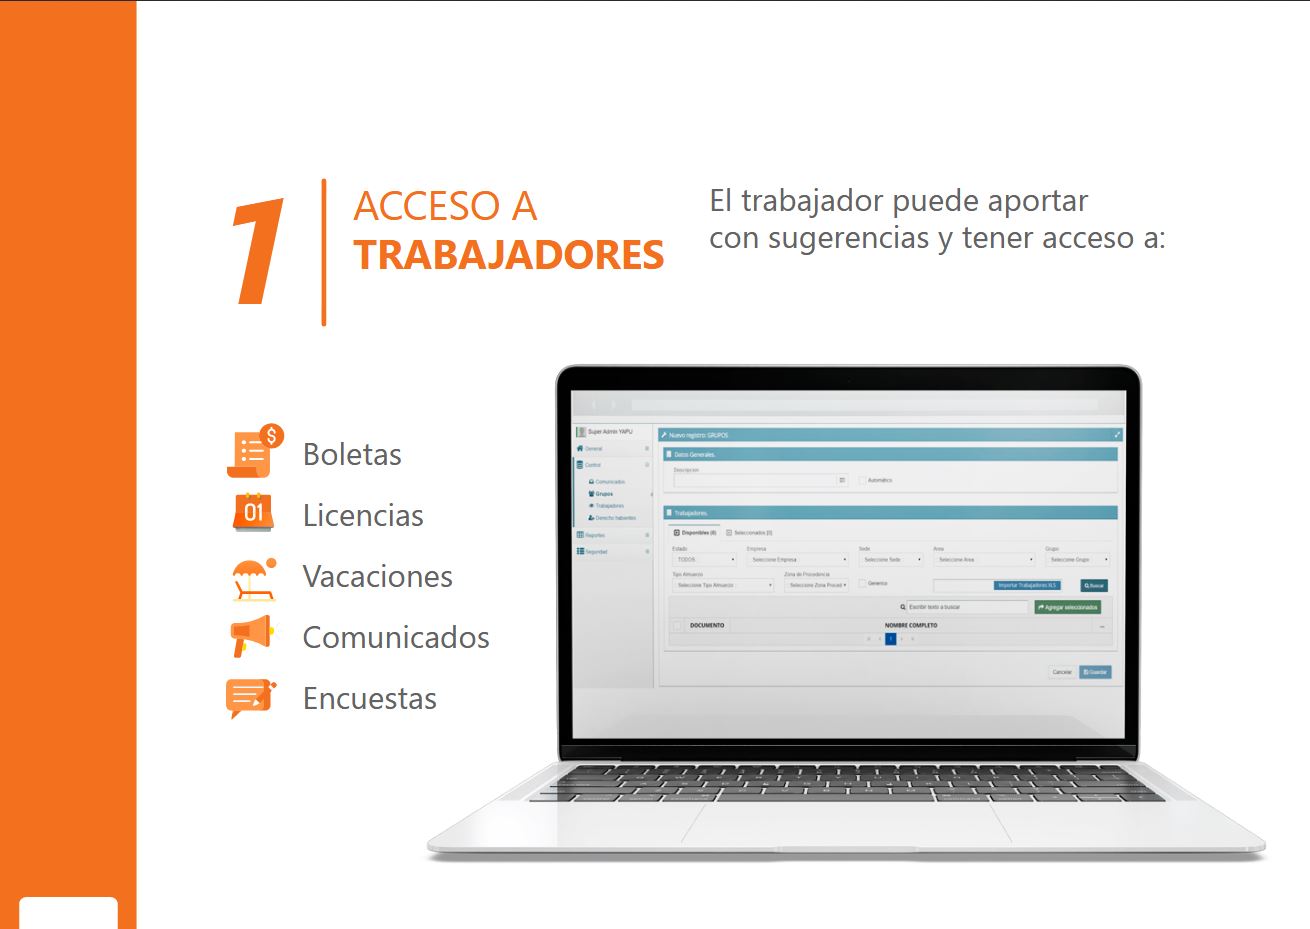 1
ACCESO A
TRABAJADORES
El trabajador puede aportar
con sugerencias y tener acceso a:
$
Boletas
01
Licencias
Vacaciones
Comunicados
Encuestas
Super Admin YAPU
General
Control
Comunicados
Grupos
Trabajadores
Derecho habientes
Reportes
Seguridad
Nuevo registro: GRUPOS
Datos Generales.
Descripcion
Automático
Trabajadores.
Disponibles (0) Seleccionados [0]
Estado Empresa Sede Area Grupo
TODOS Seleccione Empresa Seleccione Sede Seleccione Area Seleccione Grupo
Tipo Almuerzo Zona de Procedencia
Seleccione Tipo Almuerzo Seleccione Zona Proced Generico Importar Trabajadores XLS Buscar
Escribir texto a buscar Agregar seleccionados
DOCUMENTO NOMBRE COMPLETO ...
1
Cancelar Guardar